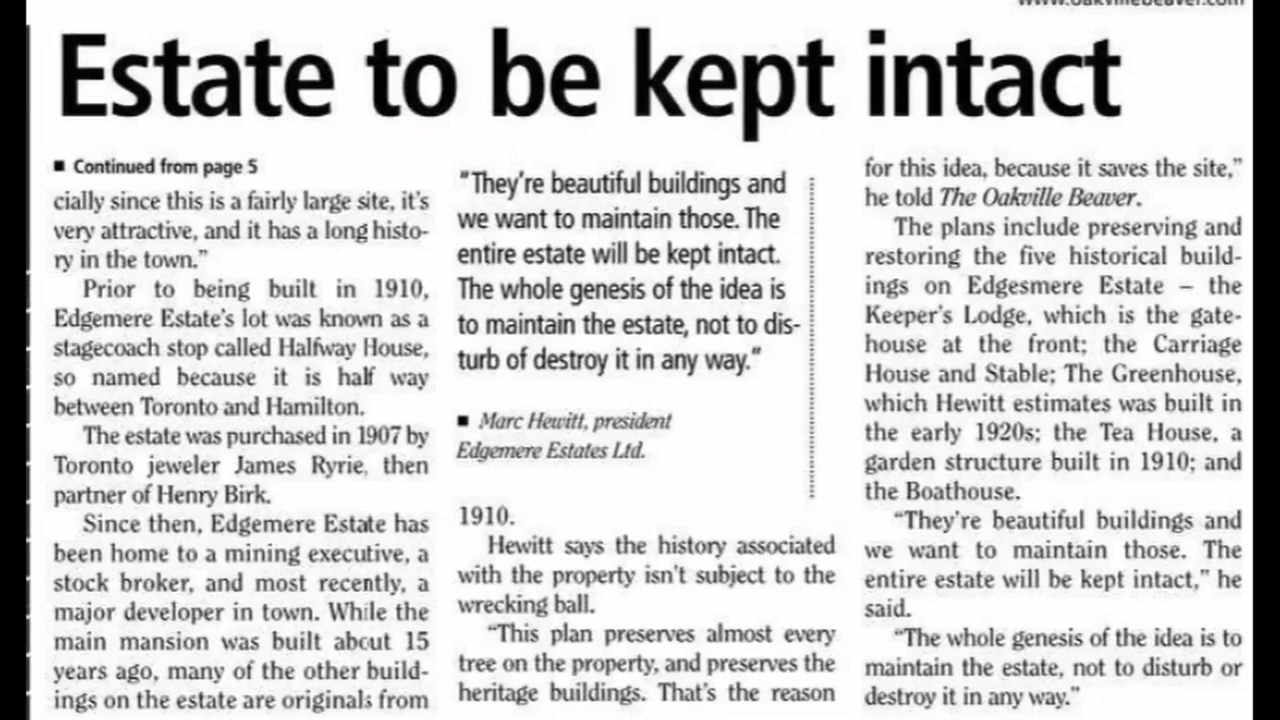 www.oakvillebeaver.com
Estate to be kept intact
■ Continued from page 5
cially since this is a fairly large site, it's
very attractive, and it has a long histo-
ry in the town."
Prior to being built in 1910,
Edgemere Estate's lot was known as a
stagecoach stop called Halfway House,
so named because it is half way
between Toronto and Hamilton.
The estate was purchased in 1907 by
Toronto jeweler James Ryrie, then
partner of Henry Birk.
Since then, Edgemere Estate has
been home to a mining executive, a
stock broker, and most recently, a
major developer in town. While the
main mansion was built about 15
years ago, many of the other build-
ings on the estate are originals from
"They're beautiful buildings and
we want to maintain those. The
entire estate will be kept intact.
The whole genesis of the idea is
to maintain the estate, not to dis-
turb of destroy it in any way."
■ Marc Hewitt, president
Edgemere Estates Ltd.
1910.
Hewitt says the history associated
with the property isn't subject to the
wrecking ball.
"This plan preserves almost every
tree on the property, and preserves the
heritage buildings. That's the reason
for this idea, because it saves the site,"
he told The Oakville Beaver.
The plans include preserving and
restoring the five historical build-
ings on Edgesmere Estate – the
Keeper's Lodge, which is the gate-
house at the front; the Carriage
House and Stable; The Greenhouse,
which Hewitt estimates was built in
the early 1920s; the Tea House, a
garden structure built in 1910; and
the Boathouse.
"They're beautiful buildings and
we want to maintain those. The
entire estate will be kept intact," he
said.
"The whole genesis of the idea is to
maintain the estate, not to disturb or
destroy it in any way."